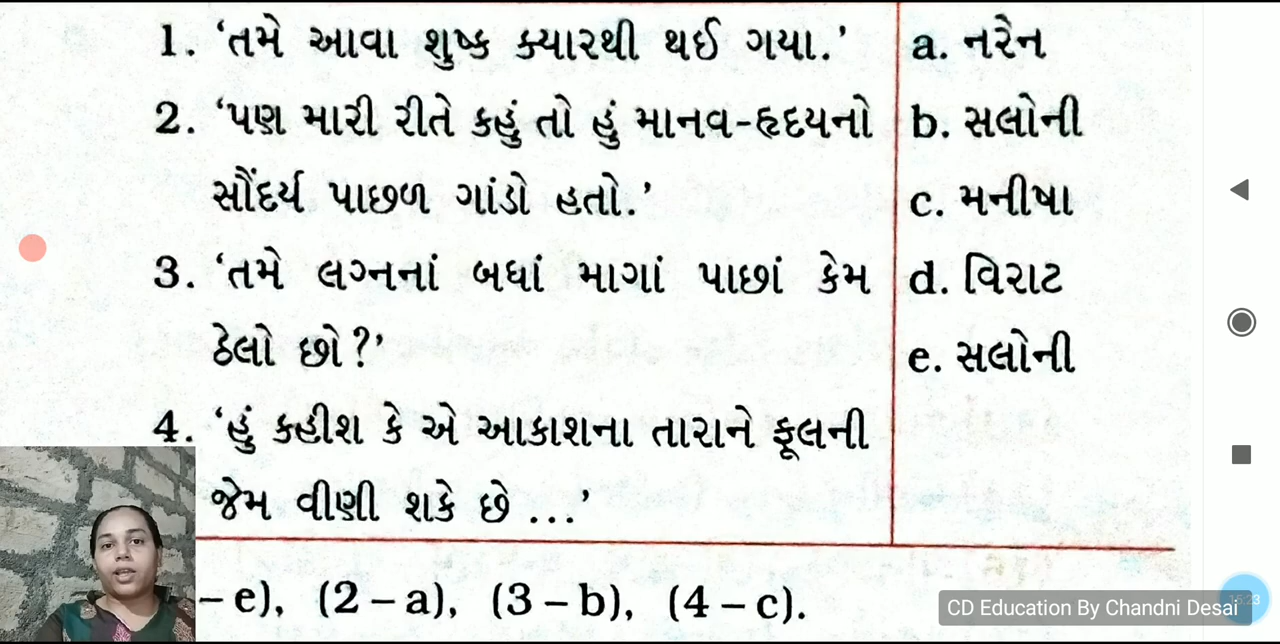 1. ‘તમે આવા શુષ્ક ક્યારથી થઈ ગયા.’ a. નરેન
2. ‘પણ મારી રીતે કહું તો હું માનવ-હૃદયનો b. સલોની
સૌંદર્ય પાછળ ગાંડો હતો.’ c. મનીષા
3. ‘તમે લગ્નનાં બધાં માગાં પાછાં કેમ d. વિરાટ
ઠેલો છો ?’ e. સલોની
4. ‘હું કહીશ કે એ આકાશના તારાને ફૂલની
જેમ વીણી શકે છે ...’
– e), (2 – a), (3 – b), (4 – c).
CD Education By Chandni Desai